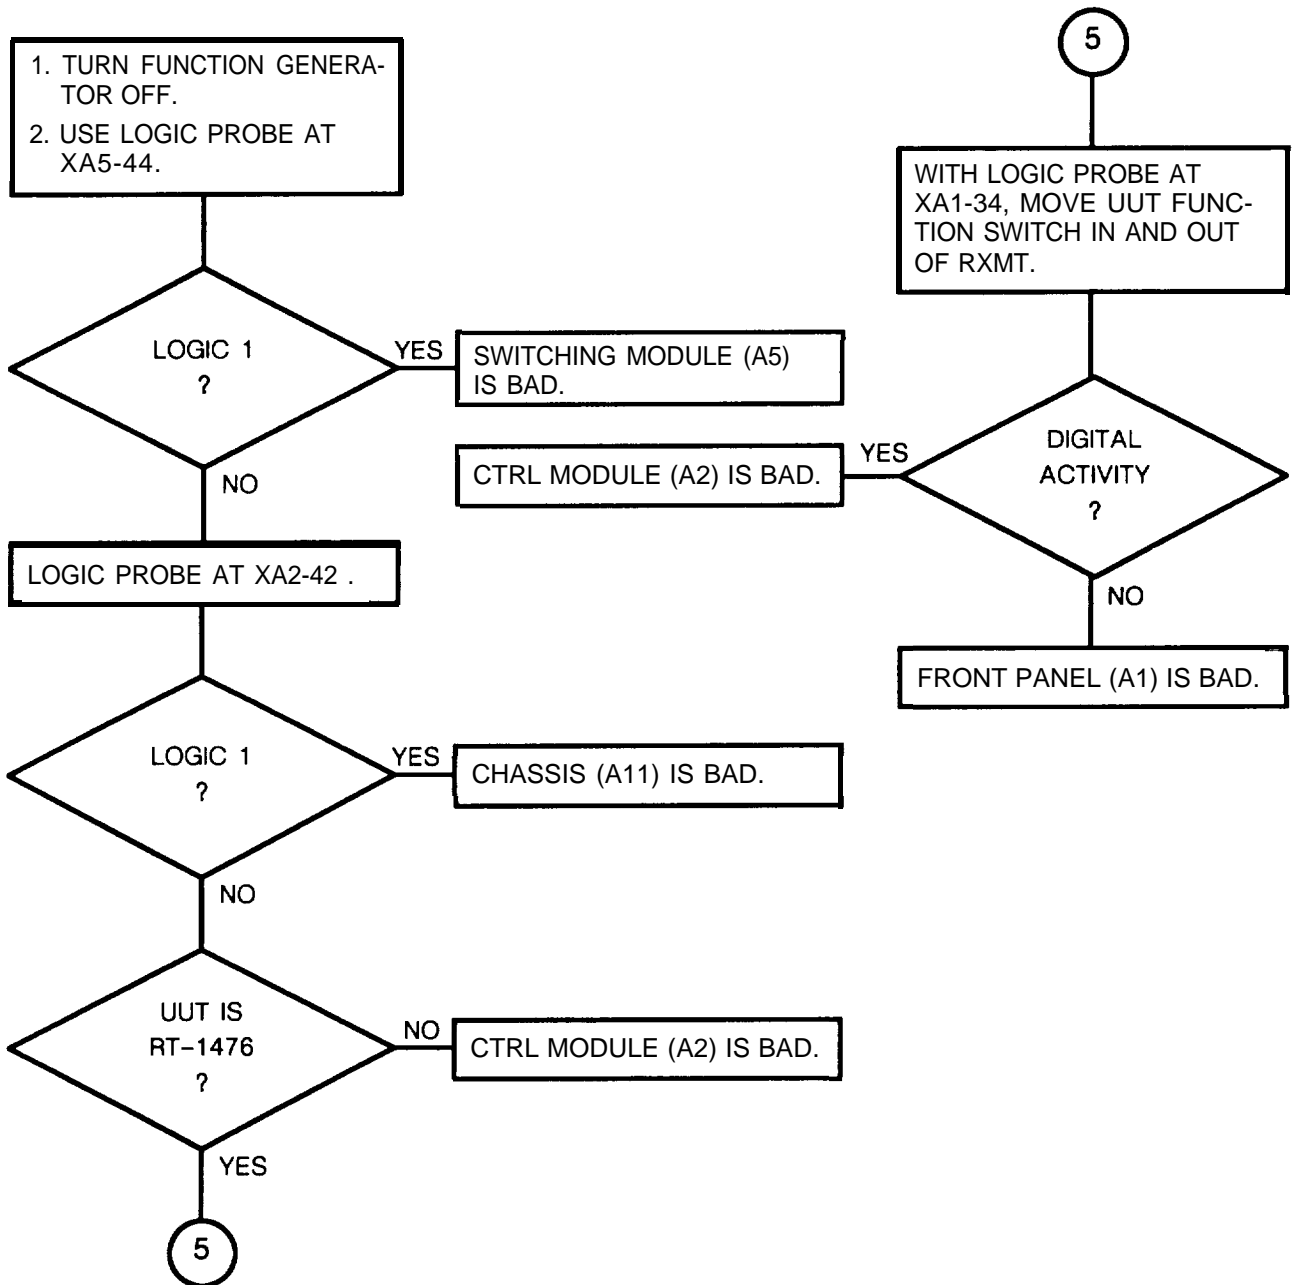 1. TURN FUNCTION GENERA-
TOR OFF.
2. USE LOGIC PROBE AT
XA5-44.
LOGIC 1
?
YES
SWITCHING MODULE (A5)
IS BAD.
NO
LOGIC PROBE AT XA2-42 .
LOGIC 1
?
YES
CHASSIS (A11) IS BAD.
NO
UUT IS
RT-1476
?
NO
CTRL MODULE (A2) IS BAD.
YES
5
5
WITH LOGIC PROBE AT
XA1-34, MOVE UUT FUNC-
TION SWITCH IN AND OUT
OF RXMT.
DIGITAL
ACTIVITY
?
YES
CTRL MODULE (A2) IS BAD.
NO
FRONT PANEL (A1) IS BAD.